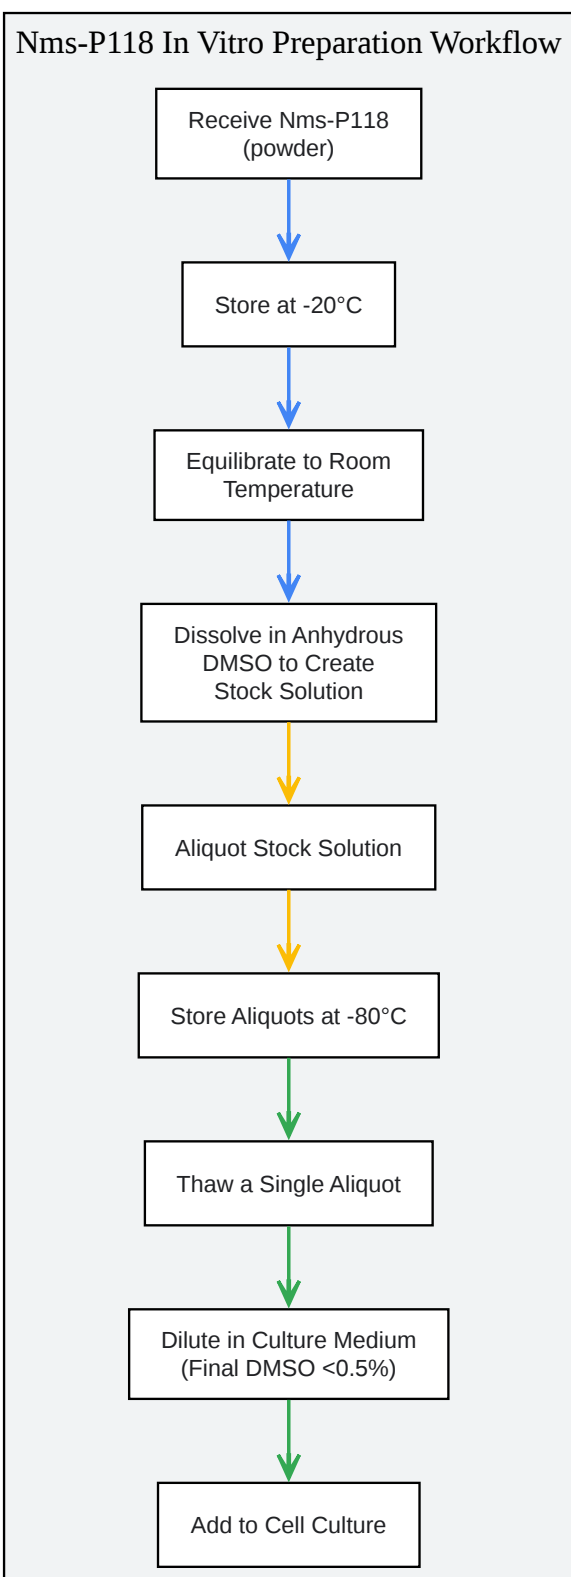 Nms-P118 In Vitro Preparation Workflow
Receive Nms-P118
(powder)
Store at -20°C
Equilibrate to Room
Temperature
Dissolve in Anhydrous
DMSO to Create
Stock Solution
Aliquot Stock Solution
Store Aliquots at -80°C
Thaw a Single Aliquot
Dilute in Culture Medium
(Final DMSO <0.5%)
Add to Cell Culture